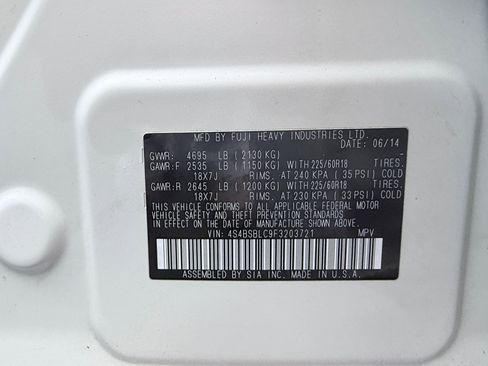 MFD BY FUJI HEAVY INDUSTRIES LTD.
DATE: 06/14
GVWR: 4695 LB ( 2130 KG) --
GAWR:F 2535 LB ( 1150 KG) WITH 225/60R18 TIRES.
18X7J RIMS. AT 240 KPA ( 35 PSI) COLD
GAWR:R 2645 LB ( 1200 KG) WITH 225/60R18 TIRES.
18X7J RIMS. AT 230 KPA ( 33 PSI) COLD
THIS VEHICLE CONFORMS TO ALL APPLICABLE FEDERAL MOTOR
VEHICLE SAFETY AND THEFT PREVENTION STANDARDS
IN EFFECT ON THE DATE OF MANUFACTURE SHOWN ABOVE.
VIN: 4S4BSBLC9F3203721 MPV
ASSEMBLED BY SIA INC. MADE IN U.S.A.